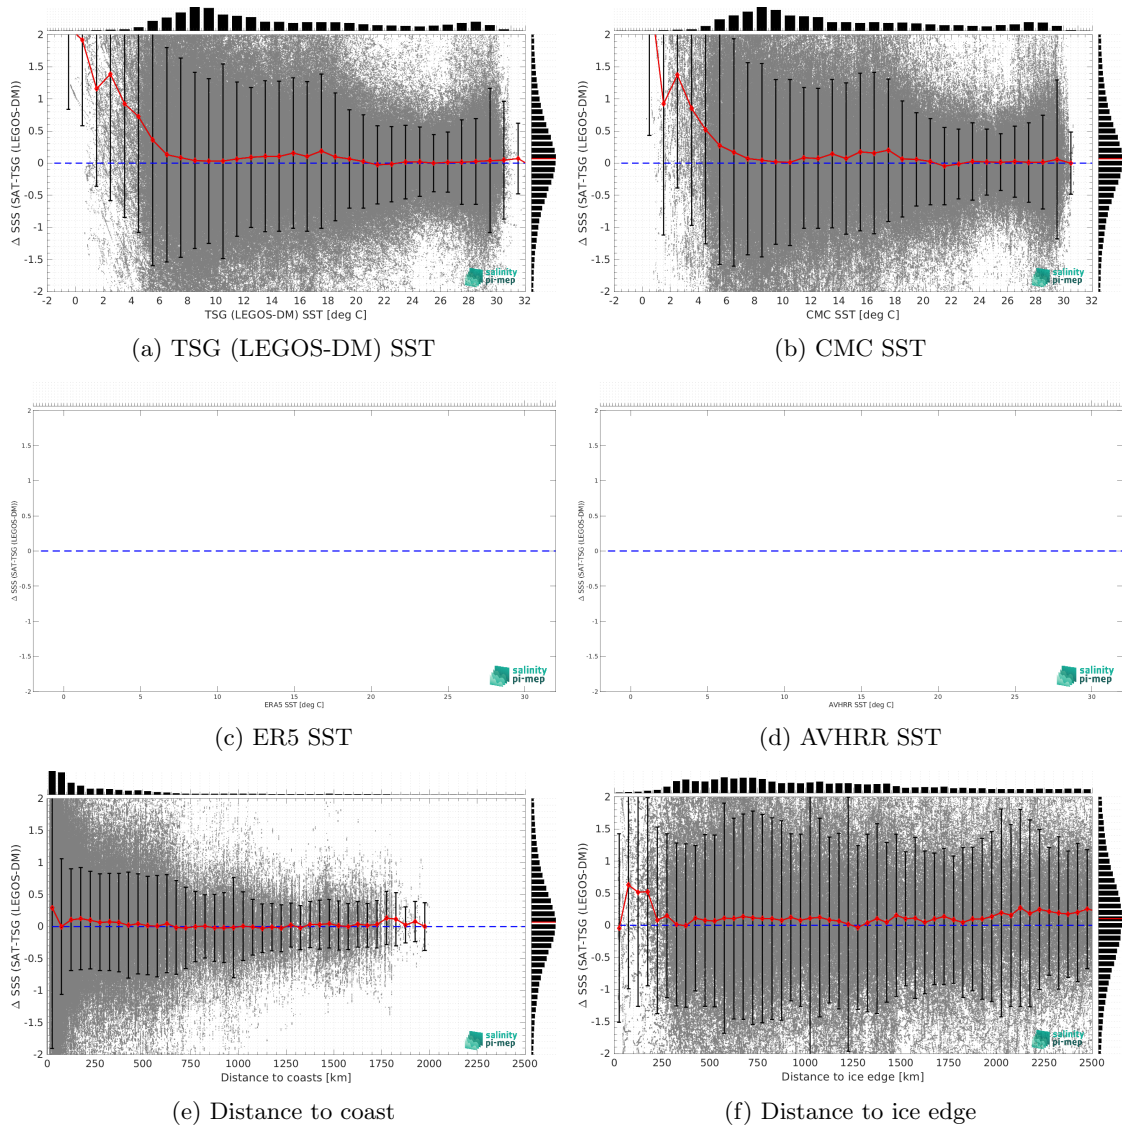 2
1.5
1
0.5
0
-0.5
-1
-1.5
-2
Δ SSS (SAT-TSG (LEGOS-DM))
salinity
pi-mep
-2 0 2 4 6 8 10 12 14 16 18 20 22 24 26 28 30 32
TSG (LEGOS-DM) SST [deg C]
(a) TSG (LEGOS-DM) SST
2
1.5
1
0.5
0
-0.5
-1
-1.5
-2
Δ SSS (SAT-TSG (LEGOS-DM))
salinity
pi-mep
-2 0 2 4 6 8 10 12 14 16 18 20 22 24 26 28 30 32
CMC SST [deg C]
(b) CMC SST
2
1.5
1
0.5
0
-0.5
-1
-1.5
-2
Δ SSS (SAT-TSG (LEGOS-DM))
salinity
pi-mep
0 5 10 15 20 25 30
ERA5 SST [deg C]
(c) ER5 SST
2
1.5
1
0.5
0
-0.5
-1
-1.5
-2
Δ SSS (SAT-TSG (LEGOS-DM))
salinity
pi-mep
0 5 10 15 20 25 30
AVHRR SST [deg C]
(d) AVHRR SST
2
1.5
1
0.5
0
-0.5
-1
-1.5
-2
Δ SSS (SAT-TSG (LEGOS-DM))
salinity
pi-mep
0 250 500 750 1000 1250 1500 1750 2000 2250 2500
Distance to coasts [km]
(e) Distance to coast
2
1.5
1
0.5
0
-0.5
-1
-1.5
-2
Δ SSS (SAT-TSG (LEGOS-DM))
salinity
pi-mep
0 250 500 750 1000 1250 1500 1750 2000 2250 2500
Distance to ice edge [km]
(f) Distance to ice edge